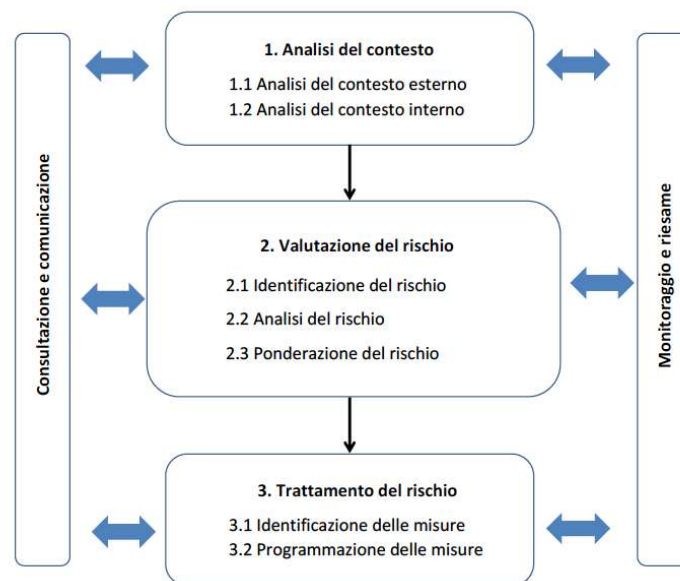 Consultazione e comunicazione
1. Analisi del contesto
1.1 Analisi del contesto esterno
1.2 Analisi del contesto interno
2. Valutazione del rischio
2.1 Identificazione del rischio
2.2 Analisi del rischio
2.3 Ponderazione del rischio
3. Trattamento del rischio
3.1 Identificazione delle misure
3.2 Programmazione delle misure
Monitoraggio e riesame